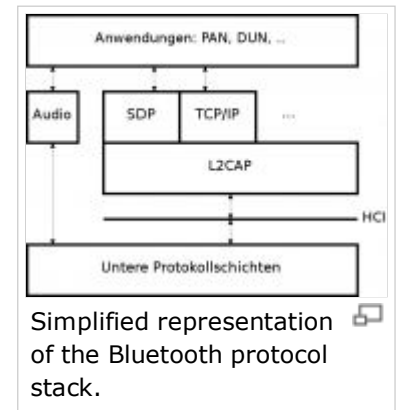 Anwendungen: PAN, DUN, ..
Audio
SDP
TCP/IP
...
L2CAP
HCI
Untere Protokollschichten
Simplified representation
of the Bluetooth protocol
stack.